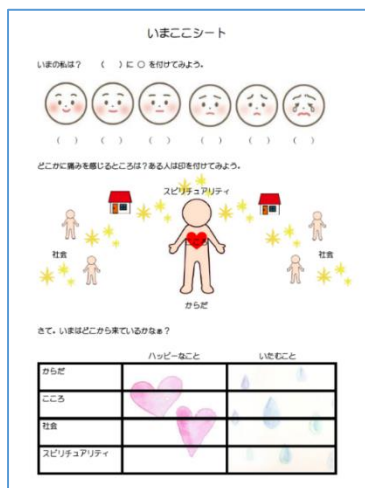 いまここシート
いまの私は? ( )に ○ を付けてみよう。
( ) ( ) ( ) ( ) ( ) ( )
どこかに痛みを感じるところは?ある人は印を付けてみよう。
スピリチュアリティ
社会 社会
からだ
さて。いまはどこから来ているかなぁ?
ハッピーなこと いたむこと
からだ
こころ
社会
スピリチュアリティ